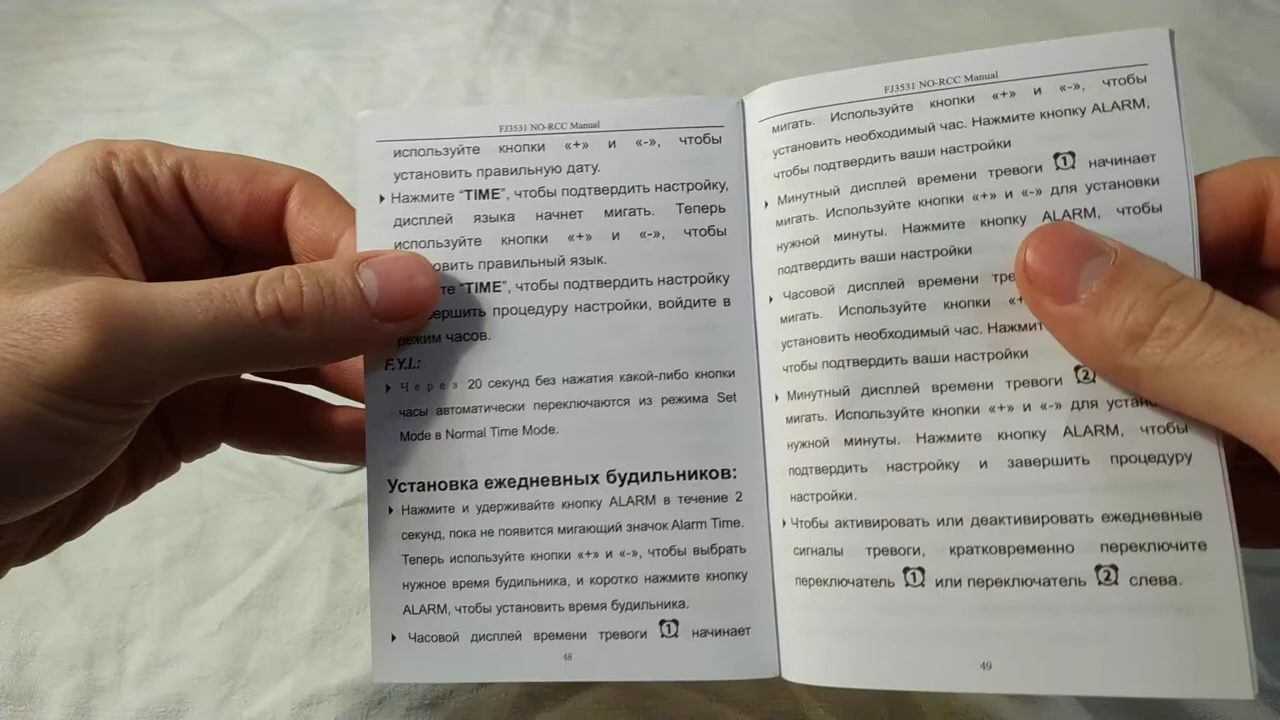 FJ3531 NO-RCC Manual
используйте кнопки «+» и «-», чтобы
установить правильную дату.
Нажмите “TIME”, чтобы подтвердить настройку,
дисплей языка начнет мигать. Теперь
используйте кнопки «+» и «-», чтобы
овить правильный язык.
те “TIME”, чтобы подтвердить настройку
ершить процедуру настройки, войдите в
режим часов.
F.Y.I.:
Через 20 секунд без нажатия какой-либо кнопки
часы автоматически переключаются из режима Set
Mode в Normal Time Mode.
Установка ежедневных будильников:
Нажмите и удерживайте кнопку ALARM в течение 2
секунд, пока не появится мигающий значок Alarm Time.
Теперь используйте кнопки «+» и «-», чтобы выбрать
нужное время будильника, и коротко нажмите кнопку
ALARM, чтобы установить время будильника.
Часовой дисплей времени тревоги 1 начинает
48
FJ3531 NO-RCC Manual
мигать. Используйте кнопки «+» и «-», чтобы
установить необходимый час. Нажмите кнопку ALARM,
чтобы подтвердить ваши настройки
Минутный дисплей времени тревоги 1 начинает
мигать. Используйте кнопки «+» и «-» для установки
нужной минуты. Нажмите кнопку ALARM, чтобы
подтвердить ваши настройки
Часовой дисплей времени тре
мигать. Используйте кнопки «+
установить необходимый час. Нажмит
чтобы подтвердить ваши настройки
Минутный дисплей времени тревоги 2
мигать. Используйте кнопки «+» и «-» для устан
нужной минуты. Нажмите кнопку ALARM, чтобы
подтвердить настройку и завершить процедуру
настройки.
Чтобы активировать или деактивировать ежедневные
сигналы тревоги, кратковременно переключите
переключатель 1 или переключатель 2 слева.
49